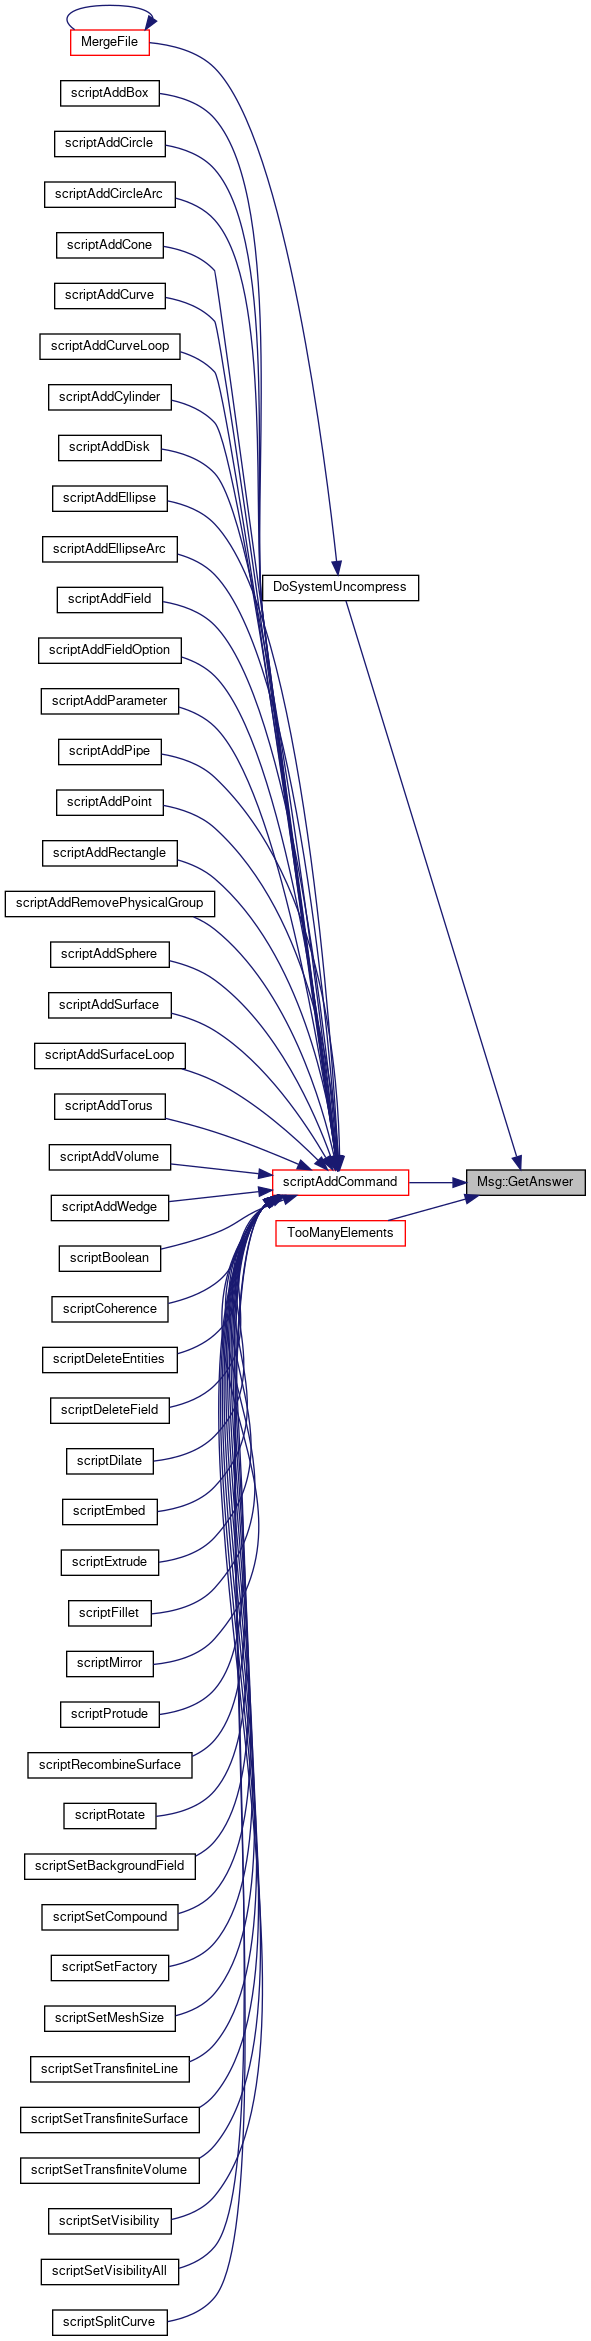 MergeFile
scriptAddBox
scriptAddCircle
scriptAddCircleArc
scriptAddCone
scriptAddCurve
scriptAddCurveLoop
scriptAddCylinder
scriptAddDisk
scriptAddEllipse
scriptAddEllipseArc
DoSystemUncompress
scriptAddField
scriptAddFieldOption
scriptAddParameter
scriptAddPipe
scriptAddPoint
scriptAddRectangle
scriptAddRemovePhysicalGroup
scriptAddSphere
scriptAddSurface
scriptAddSurfaceLoop
scriptAddTorus
scriptAddVolume
scriptAddCommand
Msg::GetAnswer
scriptAddWedge
TooManyElements
scriptBoolean
scriptCoherence
scriptDeleteEntities
scriptDeleteField
scriptDilate
scriptEmbed
scriptExtrude
scriptFillet
scriptMirror
scriptProtude
scriptRecombineSurface
scriptRotate
scriptSetBackgroundField
scriptSetCompound
scriptSetFactory
scriptSetMeshSize
scriptSetTransfiniteLine
scriptSetTransfiniteSurface
scriptSetTransfiniteVolume
scriptSetVisibility
scriptSetVisibilityAll
scriptSplitCurve